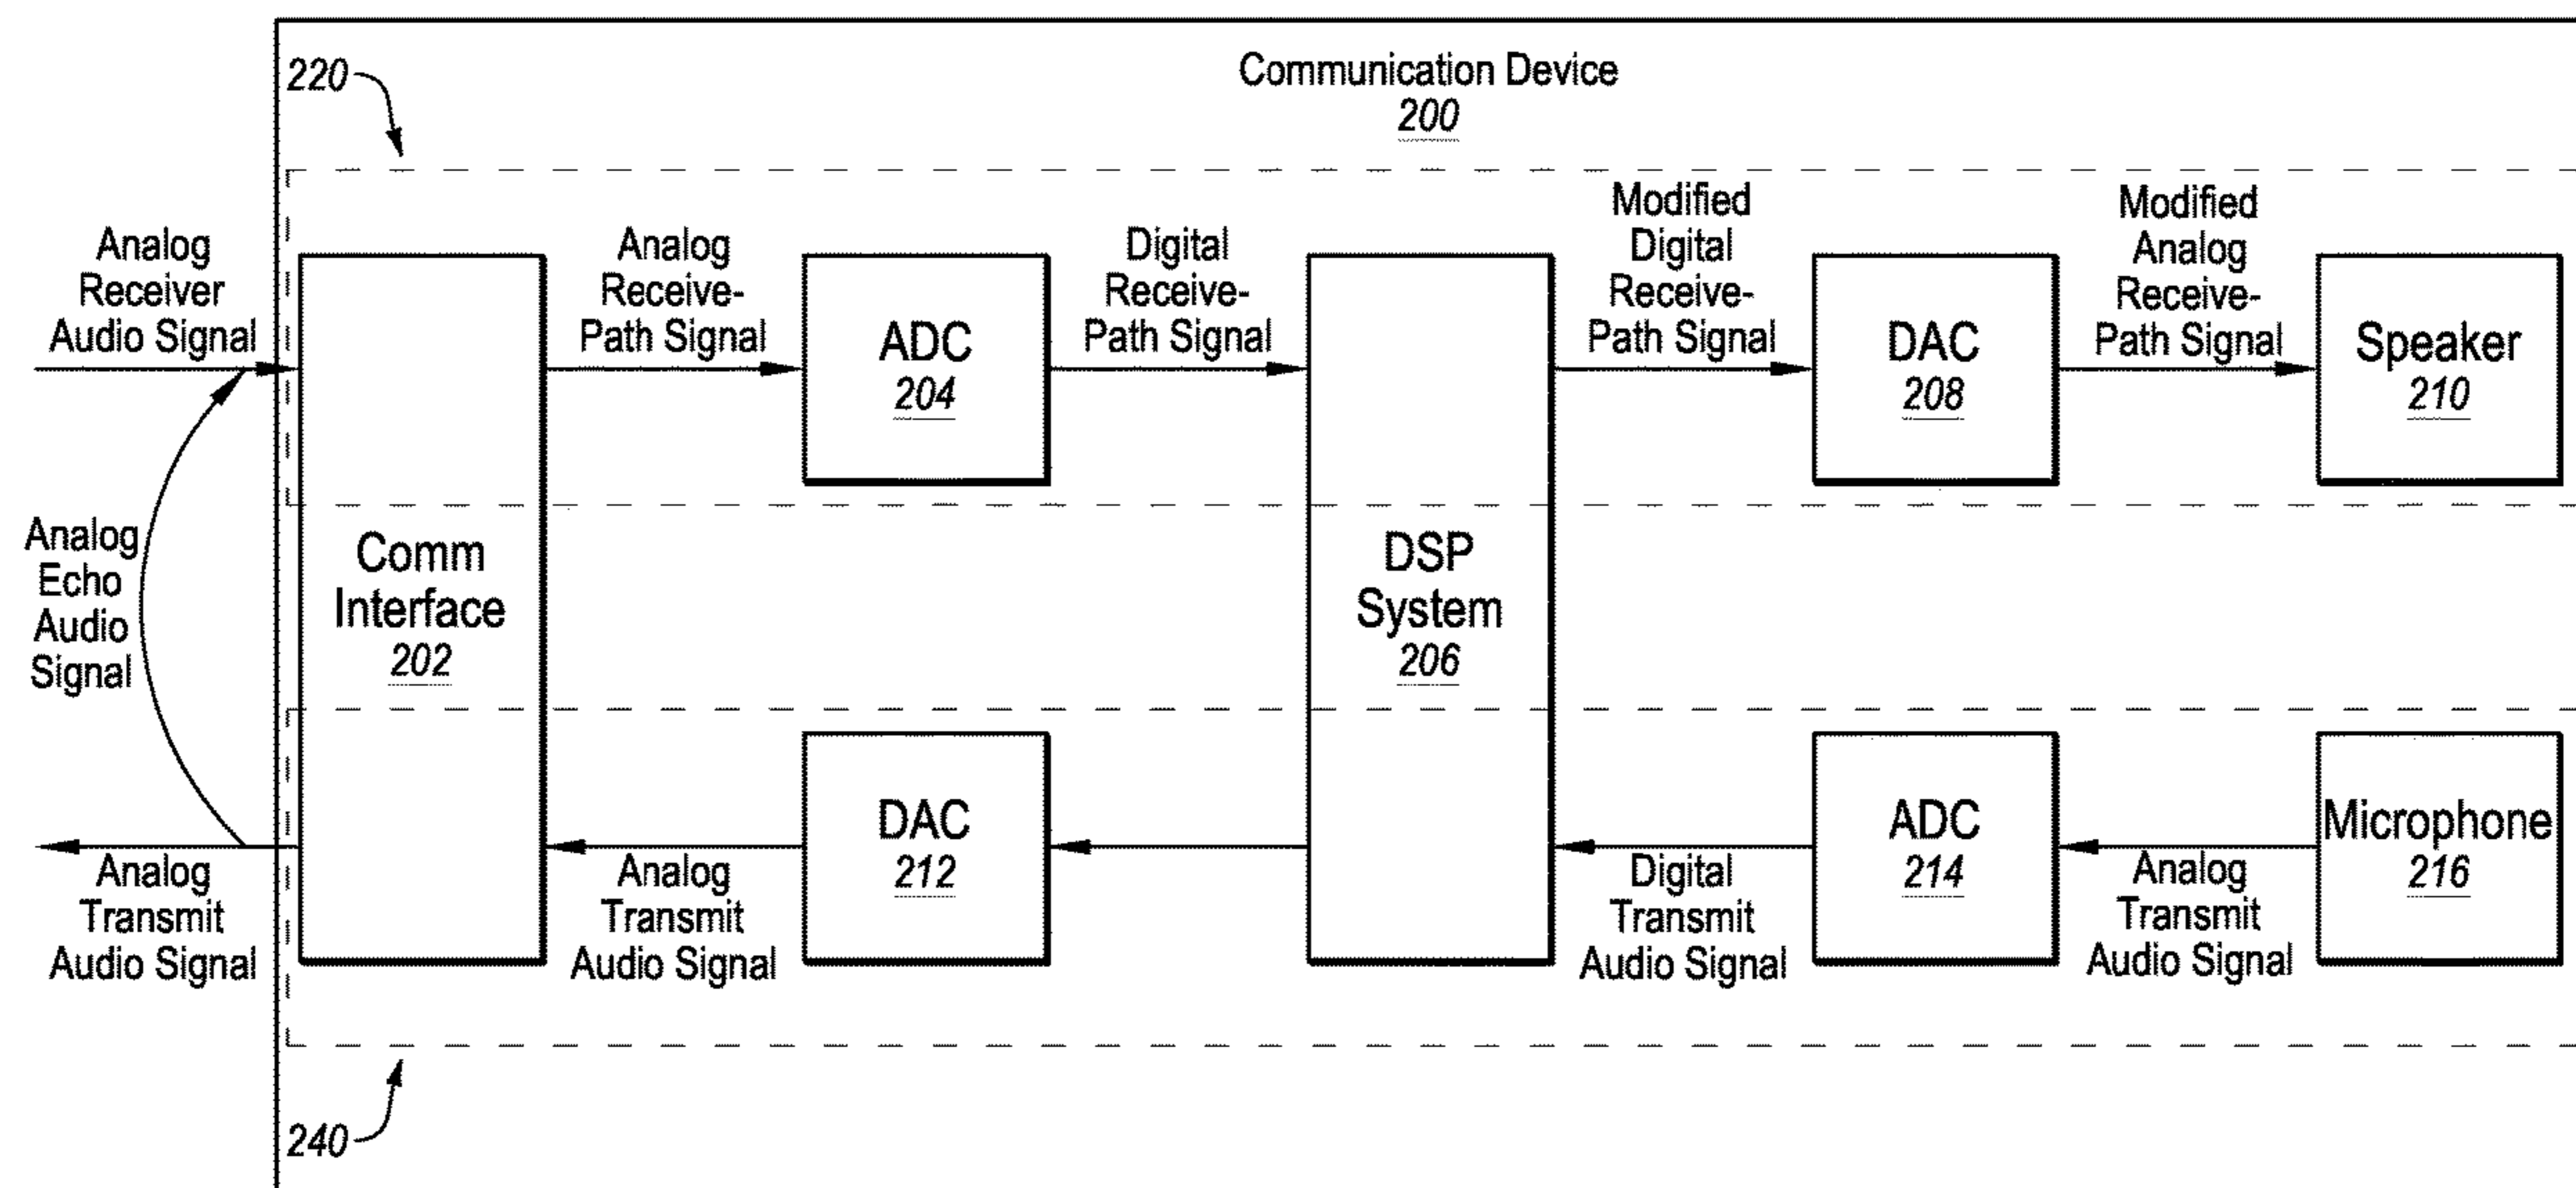 220
Communication Device
200
Analog
Receiver
Audio Signal
Analog
Receive-
Path Signal
ADC
204
Digital
Receive-
Path Signal
Modified
Digital
Receive-
Path Signal
DAC
208
Modified
Analog
Receive-
Path Signal
Speaker
210
Analog
Echo
Audio
Signal
Comm
Interface
202
DSP
System
206
Analog
Transmit
Audio Signal
Analog
Transmit
Audio Signal
DAC
212
Digital
Transmit
Audio Signal
ADC
214
Analog
Transmit
Audio Signal
Microphone
216
240